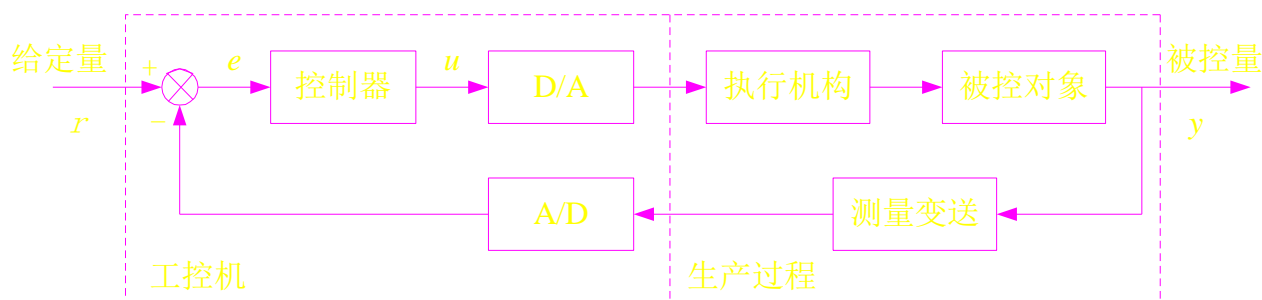 给定量
+
e
控制器
u
D/A
执行机构
被控对象
被控量
r
−
y
A/D
测量变送
工控机
生产过程